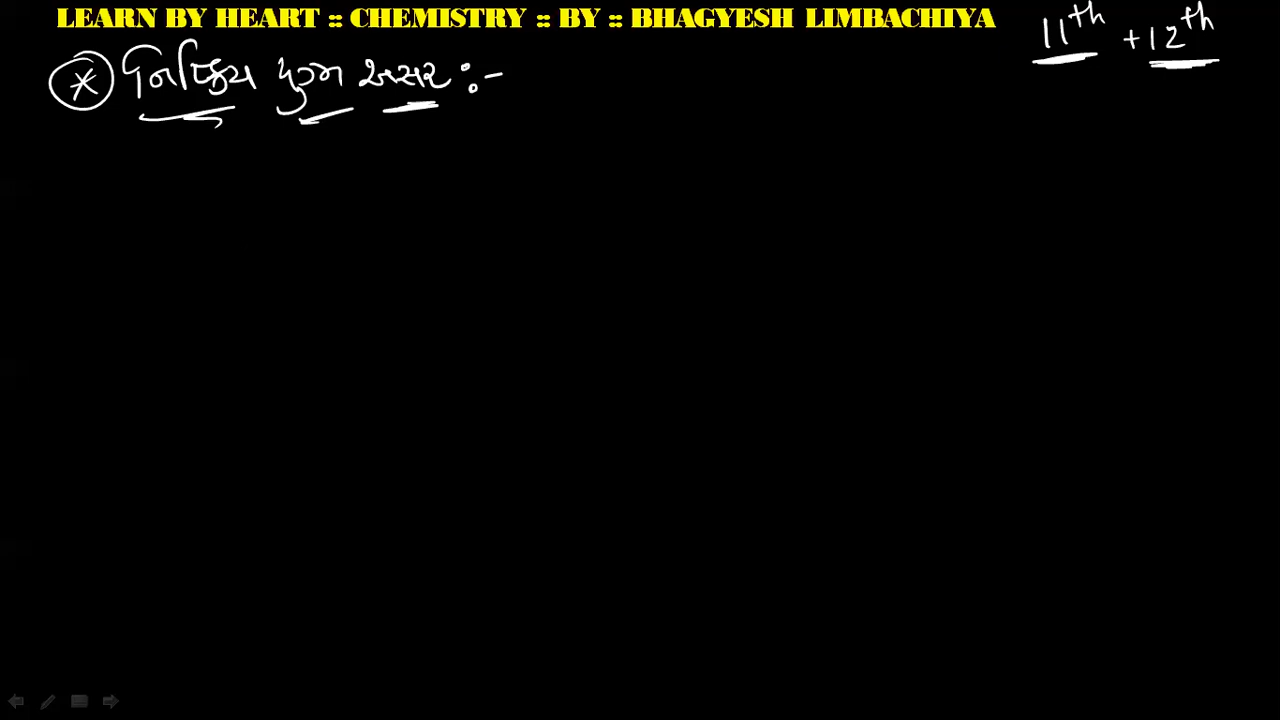 LEARN BY HEART :: CHEMISTRY :: BY :: BHAGYESH LIMBACHIYA
11th + 12th
* નિષ્ક્રિય યુગ્મ અસર :-